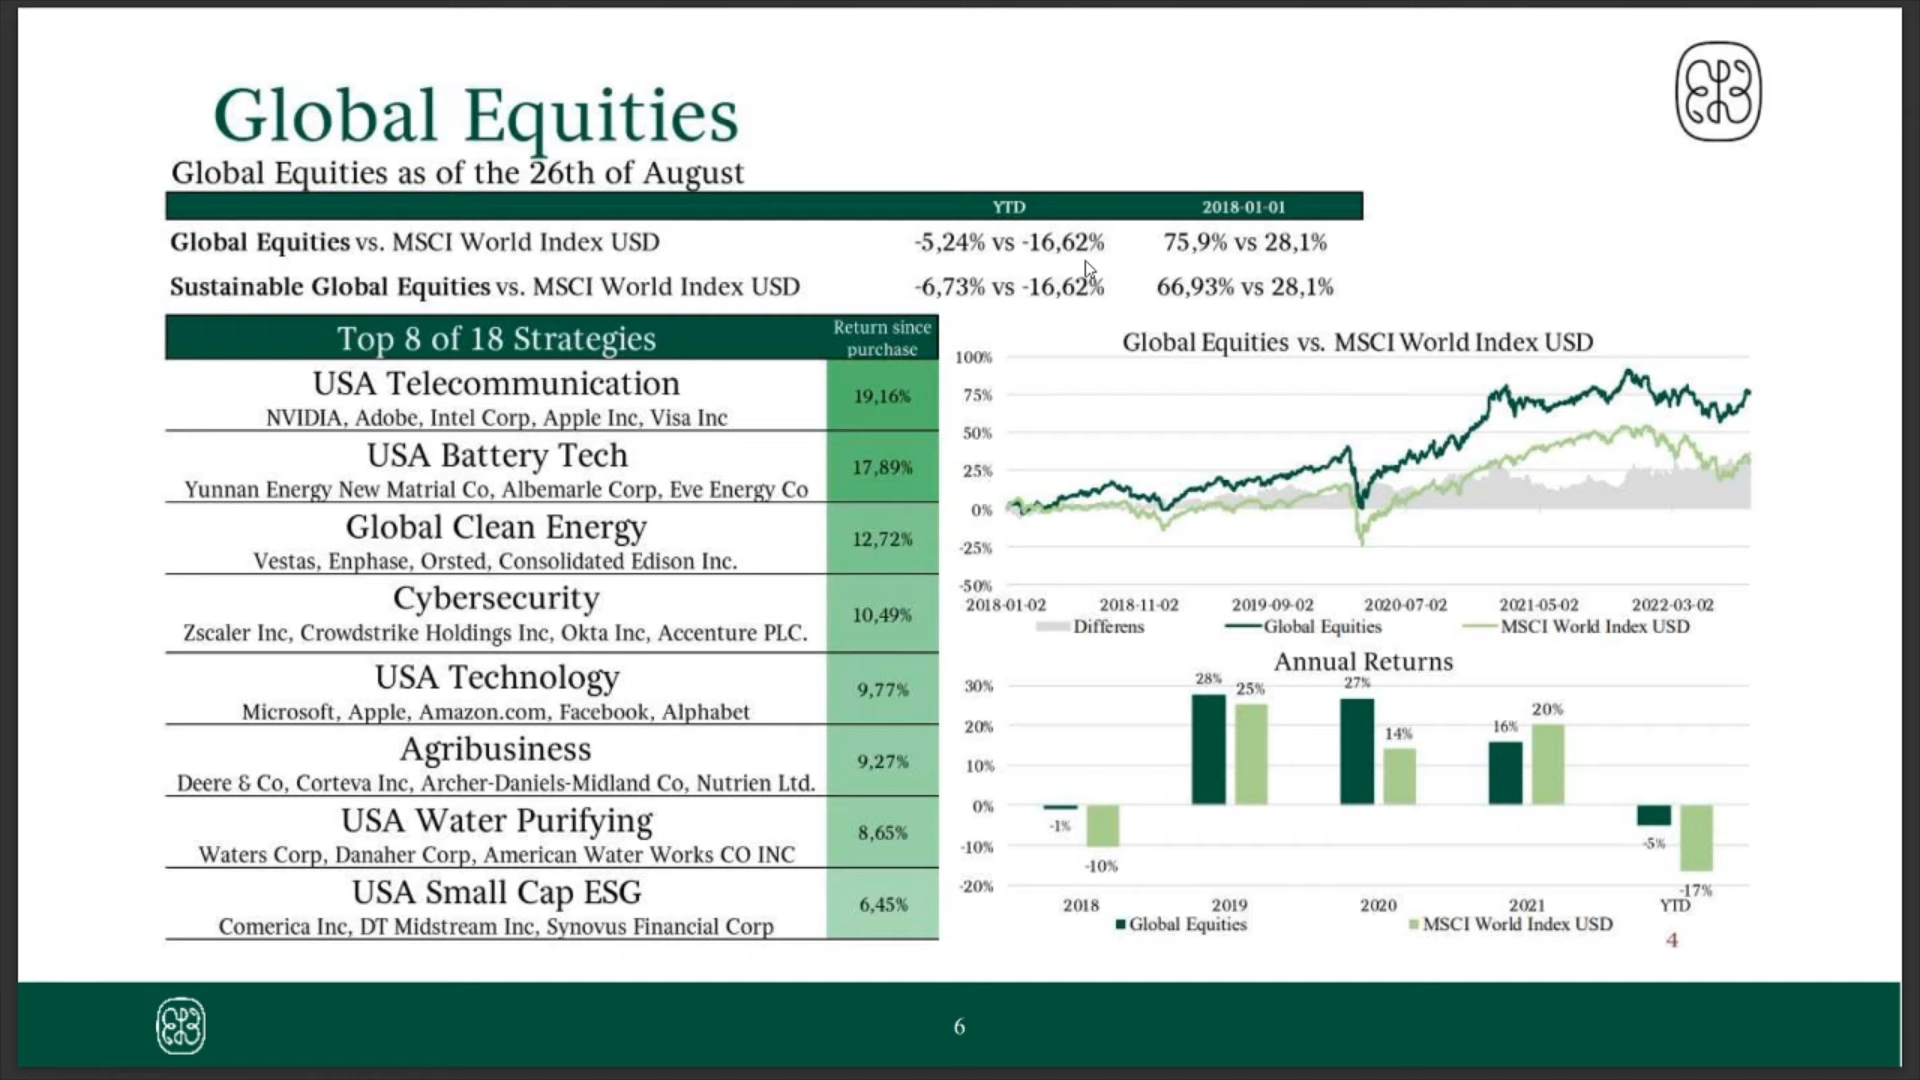 Global Equities
Global Equities as of the 26th of August
YTD 2018-01-01
Global Equities vs. MSCI World Index USD -5,24% vs -16,62% 75,9% vs 28,1%
Sustainable Global Equities vs. MSCI World Index USD -6,73% vs -16,62% 66,93% vs 28,1%
Top 8 of 18 Strategies
Return since
purchase
USA Telecommunication
NVIDIA, Adobe, Intel Corp, Apple Inc, Visa Inc
19,16%
USA Battery Tech
Yunnan Energy New Matrial Co, Albemarle Corp, Eve Energy Co
17,89%
Global Clean Energy
Vestas, Enphase, Orsted, Consolidated Edison Inc.
12,72%
Cybersecurity
Zscaler Inc, Crowdstrike Holdings Inc, Okta Inc, Accenture PLC.
10,49%
USA Technology
Microsoft, Apple, Amazon.com, Facebook, Alphabet
9,77%
Agribusiness
Deere & Co, Corteva Inc, Archer-Daniels-Midland Co, Nutrien Ltd.
9,27%
USA Water Purifying
Waters Corp, Danaher Corp, American Water Works CO INC
8,65%
USA Small Cap ESG
Comerica Inc, DT Midstream Inc, Synovus Financial Corp
6,45%
Global Equities vs. MSCI World Index USD
100%
75%
50%
25%
0%
-25%
-50%
2018-01-02 2018-11-02 2019-09-02 2020-07-02 2021-05-02 2022-03-02
Differens Global Equities MSCI World Index USD
Annual Returns
30%
20%
10%
0%
-10%
-20%
-1% -10% 28% 25% 27% 14% 16% 20% -5% -17%
2018 2019 2020 2021 YTD
Global Equities MSCI World Index USD
4
6